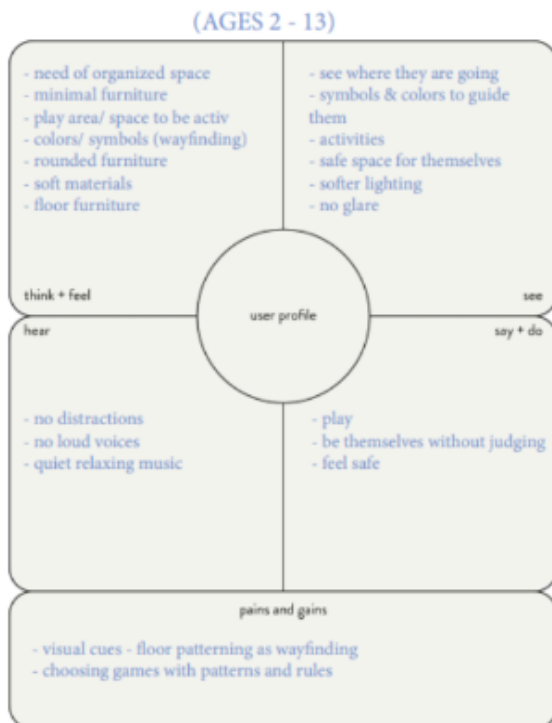 (AGES 2 - 13)
- need of organized space
- minimal furniture
- play area/ space to be activ
- colors/ symbols (wayfinding)
- rounded furniture
- soft materials
- floor furniture
think + feel
- see where they are going
- symbols & colors to guide
them
- activities
- safe space for themselves
- softer lighting
- no glare
see
user profile
hear
- no distractions
- no loud voices
- quiet relaxing music
say + do
- play
- be themselves without judging
- feel safe
pains and gains
- visual cues - floor patterning as wayfinding
- choosing games with patterns and rules